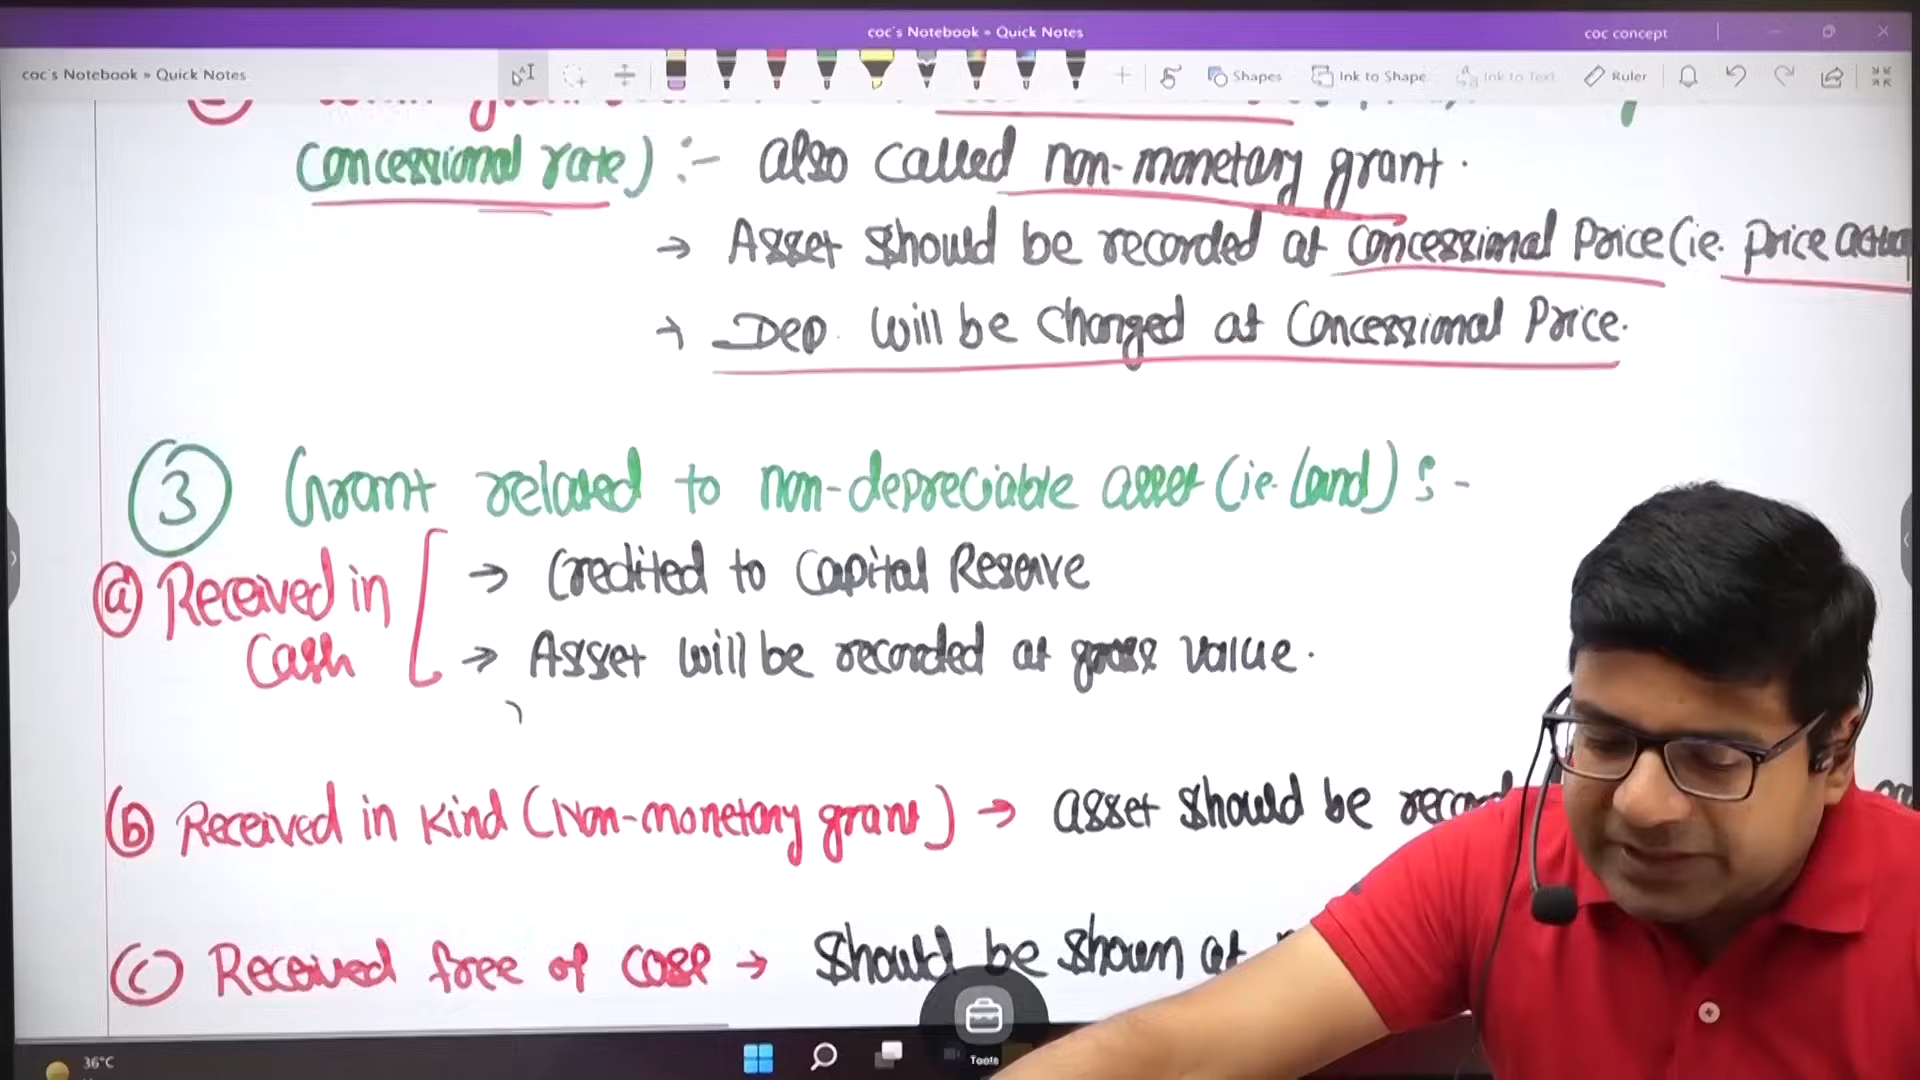 coc's Notebook » Quick Notes
coc concept
coc's Notebook » Quick Notes
Shapes
Ink to Shape
Ink to Text
Ruler
Concessional rate) :- also called non-monetary grant.
→ Asset should be recorded at concessional Price (ie. Price
→ Dep. will be charged at Concessional Price.
3 Grant related to non-depreciable asset (ie. land) :-
(a) Received in
Cash
→ Credited to Capital Reserve
→ Asset will be recorded at gross value.
(b) Received in Kind (Non-monetary grant) → asset should be
(c) Received free of cost → Should be shown at
36°C
Tools